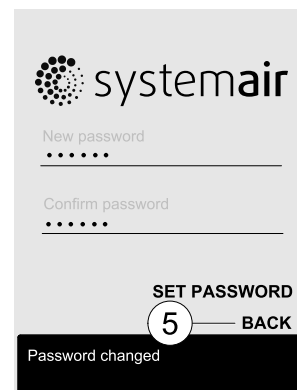 systemair
New password
••••••
Confirm password
••••••
SET PASSWORD
5 BACK
Password changed